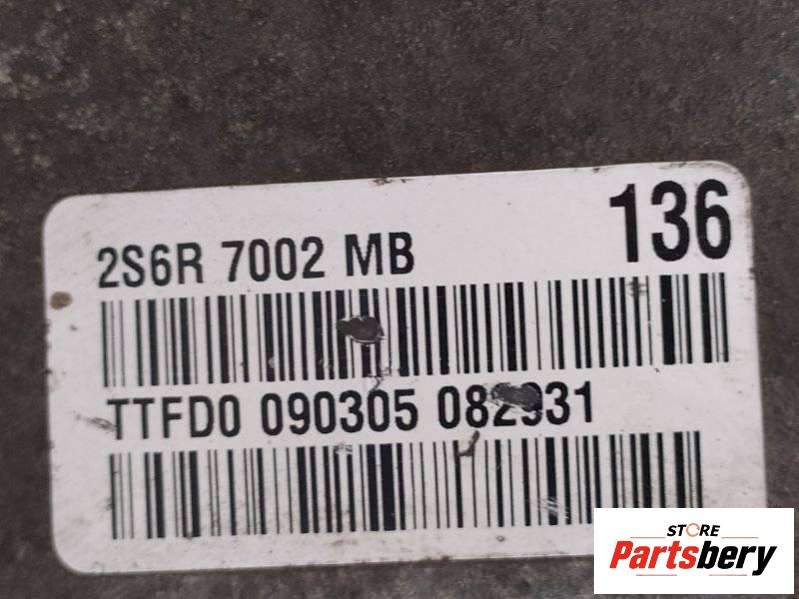 136
2S6R 7002 MB
TTFD0 090305
STORE
Partsbery